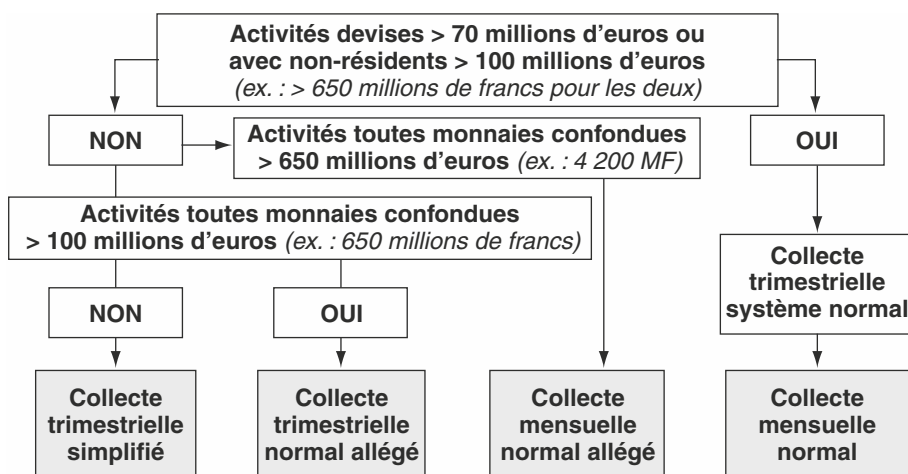 Activités devises > 70 millions d'euros ou
avec non-résidents > 100 millions d'euros
(ex. : > 650 millions de francs pour les deux)
NON
Activités toutes monnaies confondues
> 650 millions d'euros (ex. : 4 200 MF)
OUI
Activités toutes monnaies confondues
> 100 millions d'euros (ex. : 650 millions de francs)
Collecte
trimestrielle
système normal
NON
OUI
Collecte
trimestrielle
simplifié
Collecte
trimestrielle
normal allégé
Collecte
mensuelle
normal allégé
Collecte
mensuelle
normal